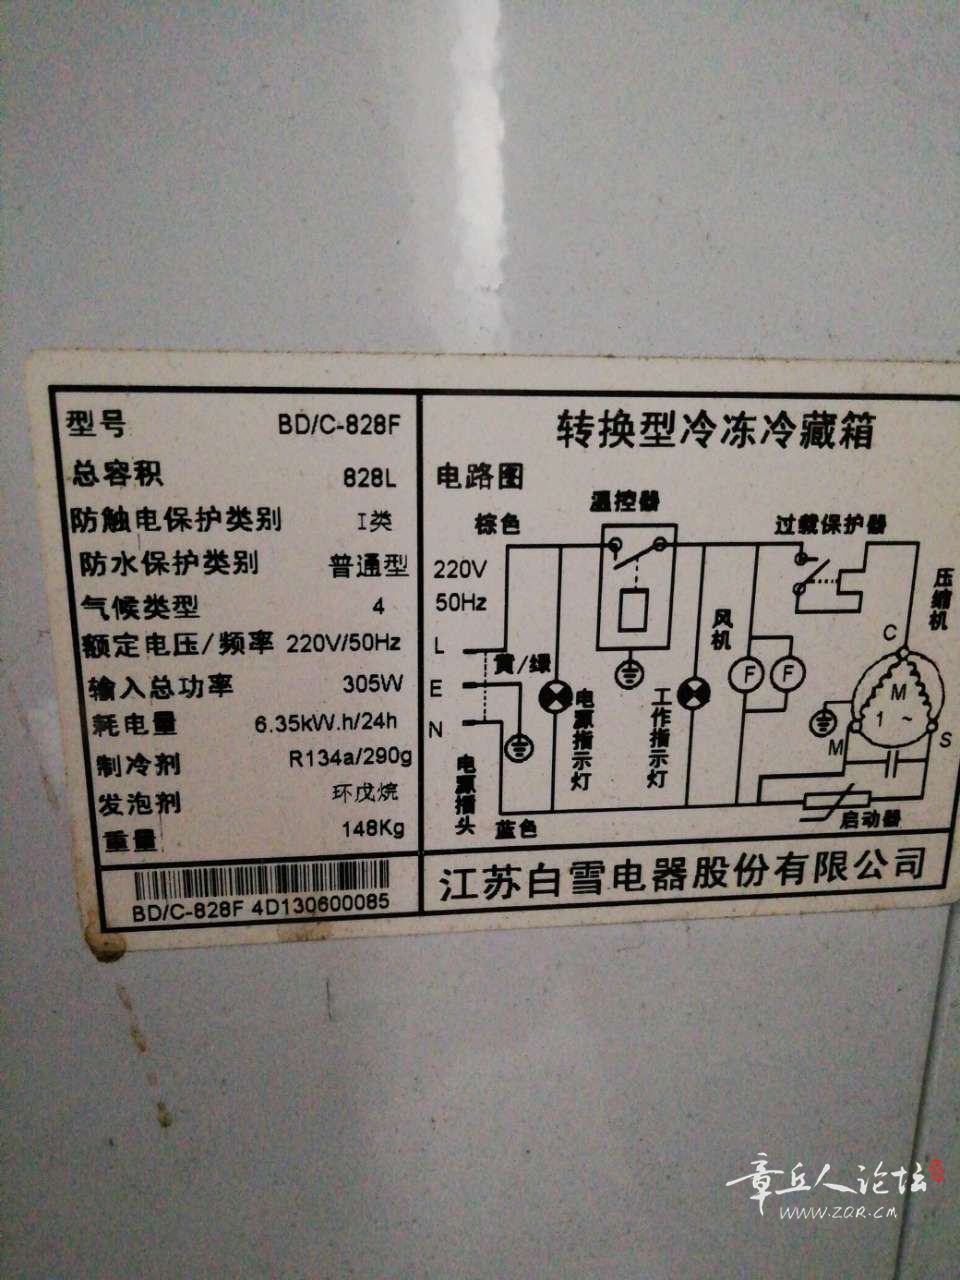 型号 BD/C-828F
总容积 828L
防触电保护类别 I类
防水保护类别 普通型
气候类型 4
额定电压/频率 220V/50Hz
输入总功率 305W
耗电量 6.35kW.h/24h
制冷剂 R134a/290g
发泡剂 环戊烷
重量 148Kg
BD/C-828F 4D130600085
转换型冷冻冷藏箱
电路图
温控器
棕色
过载保护器
220V
50Hz
压缩机
风机
C
L
黄/绿
E
F F
M
1 ~
N
电源指示灯
工作指示灯
M
S
电源插头
蓝色
启动器
江苏白雪电器股份有限公司
章丘人论坛
WWW.ZQR.CM